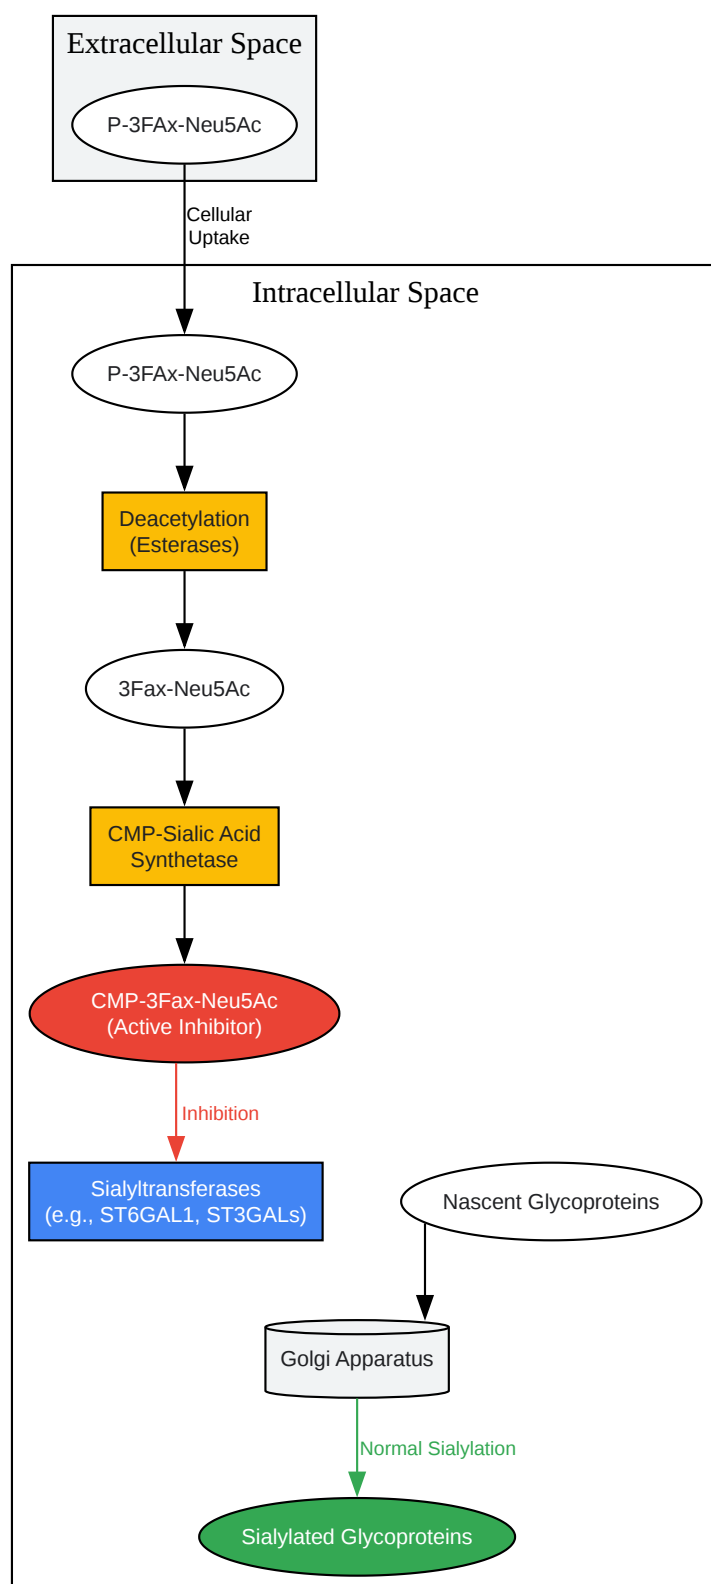 Extracellular Space
P-3FAx-Neu5Ac
Cellular
Uptake
Intracellular Space
P-3FAx-Neu5Ac
Deacetylation
(Esterases)
3Fax-Neu5Ac
CMP-Sialic Acid
Synthetase
CMP-3Fax-Neu5Ac
(Active Inhibitor)
Inhibition
Sialyltransferases
(e.g., ST6GAL1, ST3GALs)
Nascent Glycoproteins
Golgi Apparatus
Normal Sialylation
Sialylated Glycoproteins